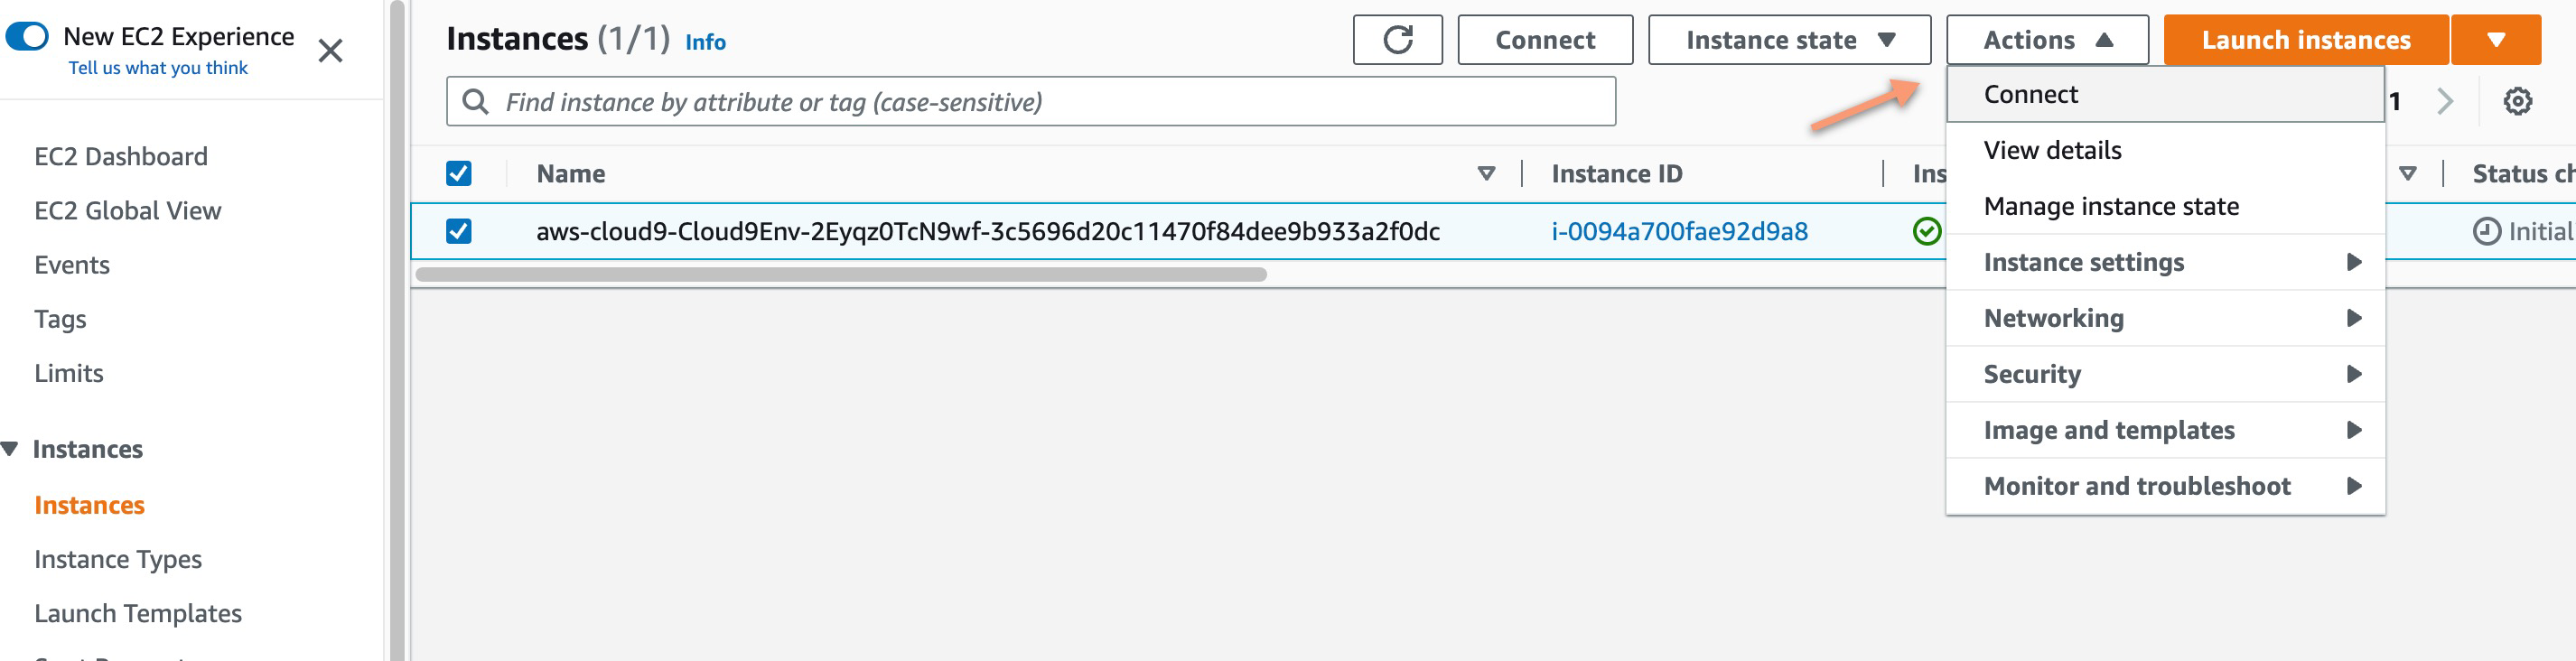 New EC2 Experience
Tell us what you think
EC2 Dashboard
EC2 Global View
Events
Tags
Limits
Instances
Instances
Instance Types
Launch Templates
Instances (1/1) Info
Connect
Instance state
Actions
Launch instances
Find instance by attribute or tag (case-sensitive)
1
Name
Instance ID
Ins
Status ch
aws-cloud9-Cloud9Env-2Eyqz0TcN9wf-3c5696d20c11470f84dee9b933a2f0dc
i-0094a700fae92d9a8
Initial
Connect
View details
Manage instance state
Instance settings
Networking
Security
Image and templates
Monitor and troubleshoot